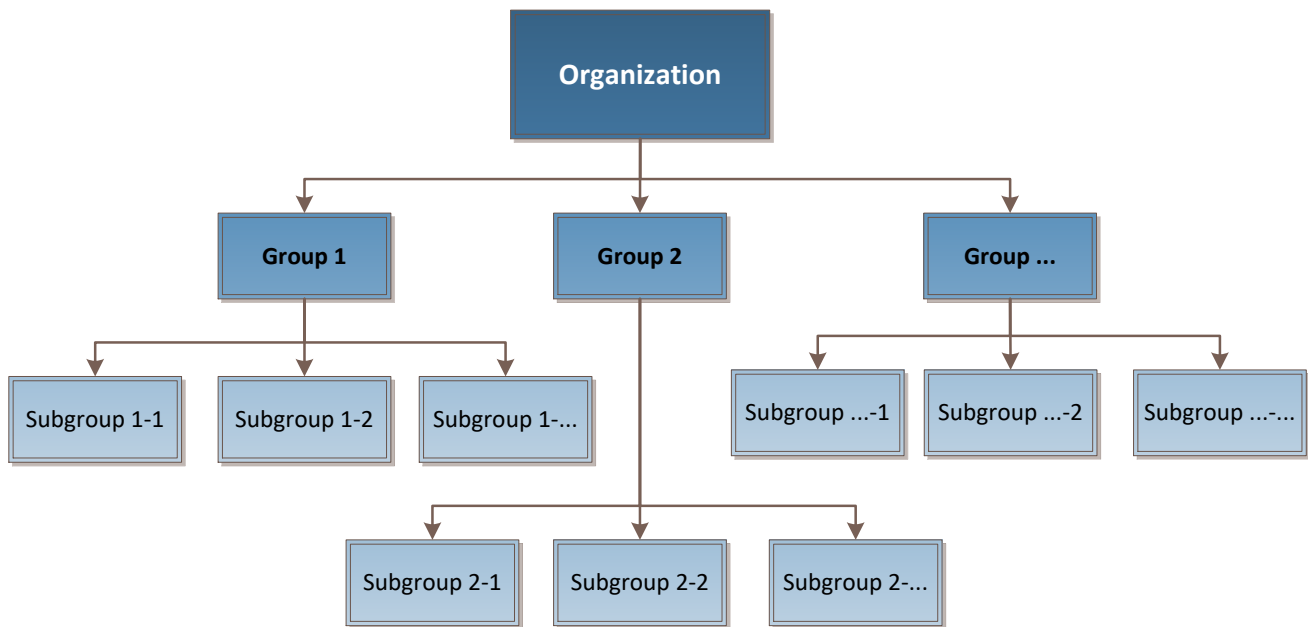 Organization
Group 1
Group 2
Group ...
Subgroup 1-1
Subgroup 1-2
Subgroup 1-...
Subgroup ...-1
Subgroup ...-2
Subgroup ...-...
Subgroup 2-1
Subgroup 2-2
Subgroup 2-...